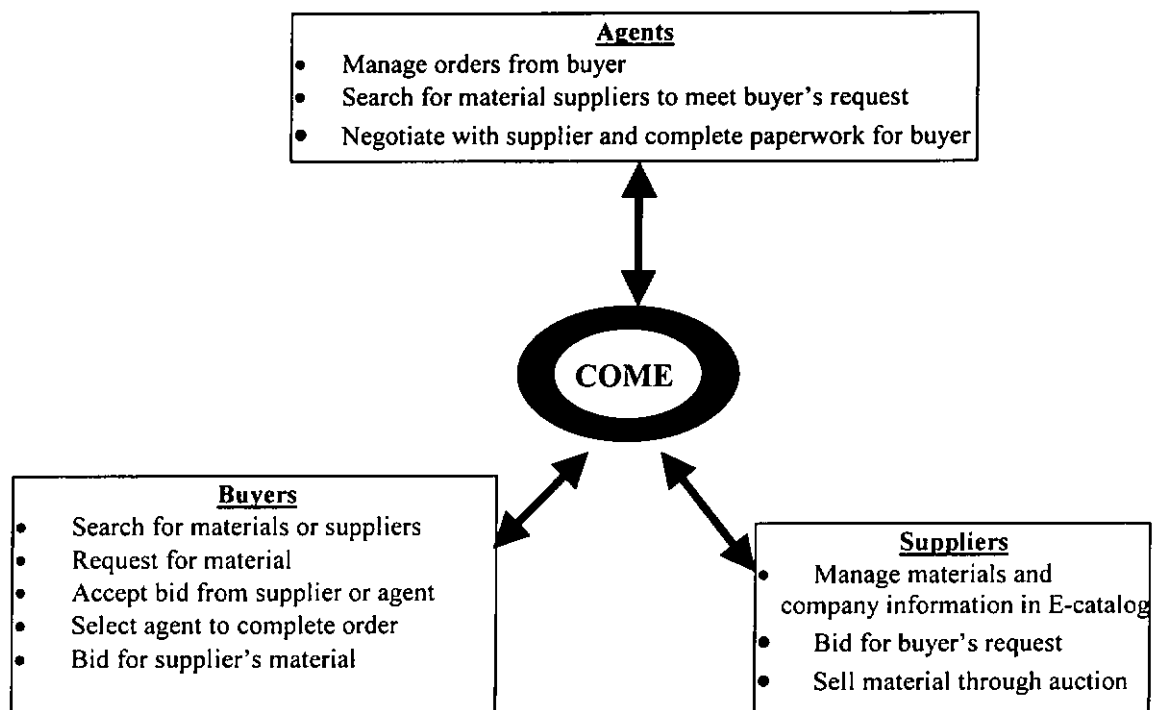 Agents
• Manage orders from buyer
• Search for material suppliers to meet buyer's request
• Negotiate with supplier and complete paperwork for buyer
COME
Buyers
• Search for materials or suppliers
• Request for material
• Accept bid from supplier or agent
• Select agent to complete order
• Bid for supplier's material
Suppliers
• Manage materials and
company information in E-catalog
• Bid for buyer's request
• Sell material through auction